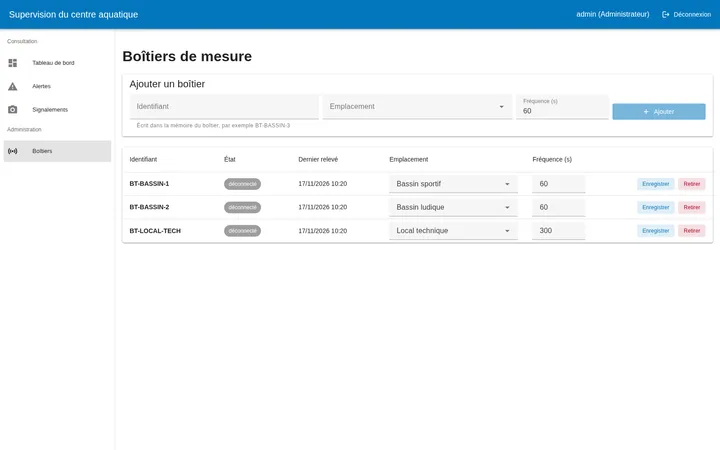 Supervision du centre aquatique
admin (Administrateur)
Déconnexion
Consultation
Tableau de bord
Alertes
Signalements
Administration
Boîtiers
Boîtiers de mesure
Ajouter un boîtier
Identifiant
Emplacement
Fréquence (s)
60
Ajouter
Écrit dans la mémoire du boîtier, par exemple BT-BASSIN-3
Identifiant État Dernier relevé Emplacement Fréquence (s)
BT-BASSIN-1 déconnecté 17/11/2026 10:20 Bassin sportif 60 Enregistrer Retirer
BT-BASSIN-2 déconnecté 17/11/2026 10:20 Bassin ludique 60 Enregistrer Retirer
BT-LOCAL-TECH déconnecté 17/11/2026 10:20 Local technique 300 Enregistrer Retirer